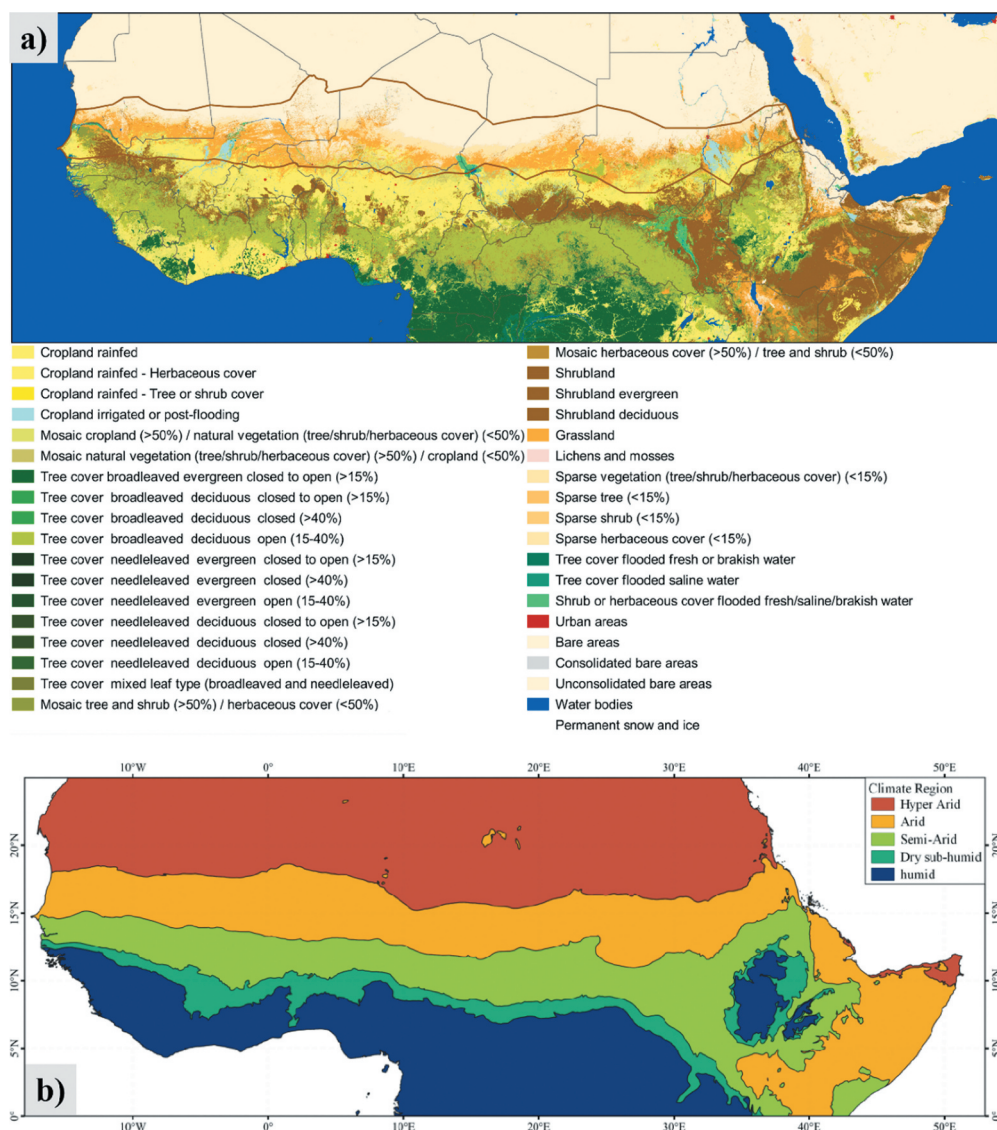 a)
Cropland rainfed
Cropland rainfed - Herbaceous cover
Cropland rainfed - Tree or shrub cover
Cropland irrigated or post-flooding
Mosaic cropland (>50%) / natural vegetation (tree/shrub/herbaceous cover) (<50%)
Mosaic natural vegetation (tree/shrub/herbaceous cover) (>50%) / cropland (<50%)
Tree cover broadleaved evergreen closed to open (>15%)
Tree cover broadleaved deciduous closed to open (>15%)
Tree cover broadleaved deciduous closed (>40%)
Tree cover broadleaved deciduous open (15-40%)
Tree cover needleleaved evergreen closed to open (>15%)
Tree cover needleleaved evergreen closed (>40%)
Tree cover needleleaved evergreen open (15-40%)
Tree cover needleleaved deciduous closed to open (>15%)
Tree cover needleleaved deciduous closed (>40%)
Tree cover needleleaved deciduous open (15-40%)
Tree cover mixed leaf type (broadleaved and needleleaved)
Mosaic tree and shrub (>50%) / herbaceous cover (<50%)
Mosaic herbaceous cover (>50%) / tree and shrub (<50%)
Shrubland
Shrubland evergreen
Shrubland deciduous
Grassland
Lichens and mosses
Sparse vegetation (tree/shrub/herbaceous cover) (<15%)
Sparse tree (<15%)
Sparse shrub (<15%)
Sparse herbaceous cover (<15%)
Tree cover flooded fresh or brakish water
Tree cover flooded saline water
Shrub or herbaceous cover flooded fresh/saline/brakish water
Urban areas
Bare areas
Consolidated bare areas
Unconsolidated bare areas
Water bodies
Permanent snow and ice
10°W 0° 10°E 20°E 30°E 40°E 50°E
Climate Region
Hyper Arid
Arid
Semi-Arid
Dry sub-humid
humid
20°N 20°N
15°N 15°N
10°N 10°N
5°N 5°N
0° 0°
b)